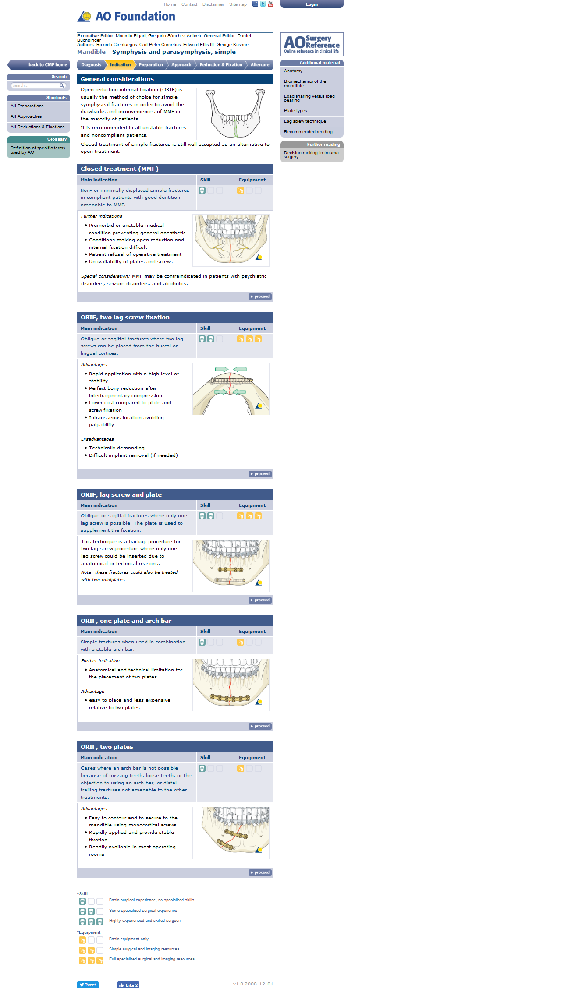 Home · Contact · Disclaimer · Sitemap ·
Login
AO Foundation
Executive Editor: Marcelo Figari, Gregorio Sánchez Aniceto General Editor: Daniel
Buchbinder
Authors: Ricardo Cienfuegos, Carl-Peter Cornelius, Edward Ellis III, George Kushner
Mandible - Symphysis and parasymphysis, simple
AO Surgery
Reference
Online reference in clinical life
back to CMF home
Search
search...
Shortcuts
All Preparations
All Approaches
All Reductions & Fixations
Glossary
Definition of specific terms
used by AO
Diagnosis Indication Preparation Approach Reduction & Fixation Aftercare
General considerations
Open reduction internal fixation (ORIF) is
usually the method of choice for simple
symphyseal fractures in order to avoid the
drawbacks and inconveniences of MMF in
the majority of patients.
It is recommended in all unstable fractures
and noncompliant patients.
Closed treatment of simple fractures is still well accepted as an alternative to
open treatment.
Additional material
Anatomy
Biomechanics of the
mandible
Load sharing versus load
bearing
Plate types
Lag screw technique
Recommended reading
Further reading
Decision making in trauma
surgery
Closed treatment (MMF)
Main indication Skill Equipment
Non- or minimally displaced simple fractures
in compliant patients with good dentition
amenable to MMF.
Further indications
• Premorbid or unstable medical
condition preventing general anesthetic
• Conditions making open reduction and
internal fixation difficult
• Patient refusal of operative treatment
• Unavailability of plates and screws
Special consideration: MMF may be contraindicated in patients with psychiatric
disorders, seizure disorders, and alcoholics.
proceed
ORIF, two lag screw fixation
Main indication Skill Equipment
Oblique or sagittal fractures where two lag
screws can be placed from the buccal or
lingual cortices.
Advantages
• Rapid application with a high level of
stability
• Perfect bony reduction after
interfragmentary compression
• Lower cost compared to plate and
screw fixation
• Intraosseous location avoiding
palpability
Disadvantages
• Technically demanding
• Difficult implant removal (if needed)
proceed
ORIF, lag screw and plate
Main indication Skill Equipment
Oblique or sagittal fractures where only one
lag screw is possible. The plate is used to
supplement the fixation.
This technique is a backup procedure for
two lag screw procedure where only one
lag screw could be inserted due to
anatomical or technical reasons.
Note: these fractures could also be treated
with two miniplates.
proceed
ORIF, one plate and arch bar
Main indication Skill Equipment
Simple fractures when used in combination
with a stable arch bar.
Further indication
• Anatomical and technical limitation for
the placement of two plates
Advantage
• easy to place and less expensive
relative to two plates
proceed
ORIF, two plates
Main indication Skill Equipment
Cases where an arch bar is not possible
because of missing teeth, loose teeth, or the
objection to using an arch bar, or distal
trailing fractures not amenable to the other
treatments.
Advantages
• Easy to contour and to secure to the
mandible using monocortical screws
• Rapidly applied and provide stable
fixation
• Readily available in most operating
rooms
proceed
*Skill
Basic surgical experience, no specialized skills
Some specialized surgical experience
Highly experienced and skilled surgeon
*Equipment
Basic equipment only
Simple surgical and imaging resources
Full specialized surgical and imaging resources
Tweet
Like 2
v1.0 2008-12-01